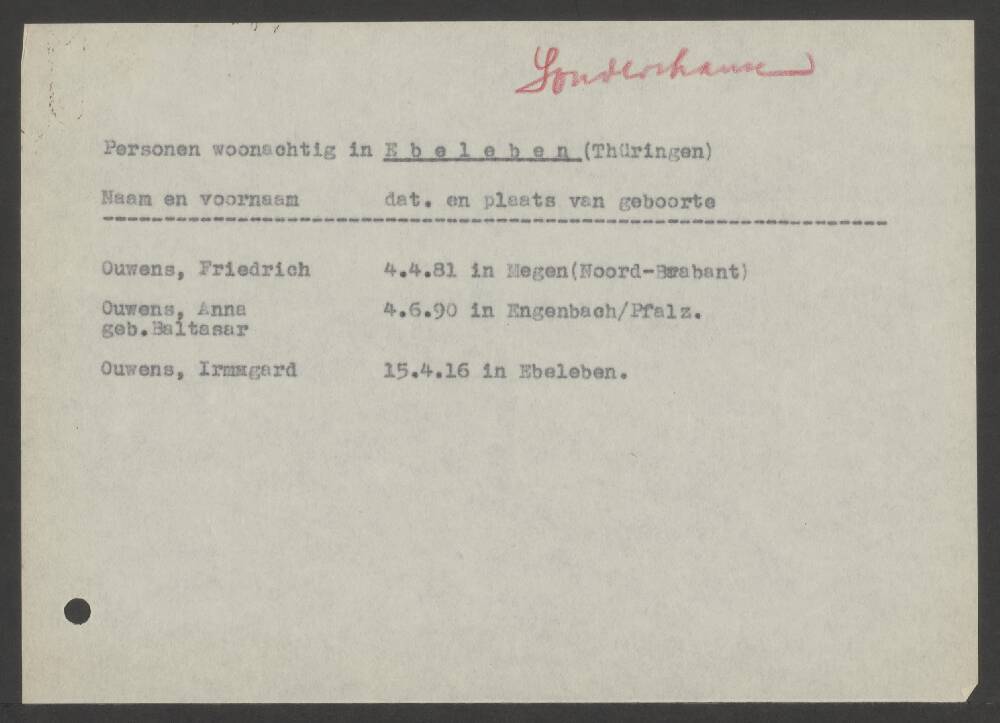 Sonderhausen
Personen woonachtig in E b e l e b e n (Thüringen)
Naam en voornaam dat. en plaats van geboorte
Ouwens, Friedrich 4.4.81 in Megen(Noord-Brabant)
Ouwens, Anna 4.6.90 in Engenbach/Pfalz.
geb.Baltasar
Ouwens, Irmmgard 15.4.16 in Ebeleben.